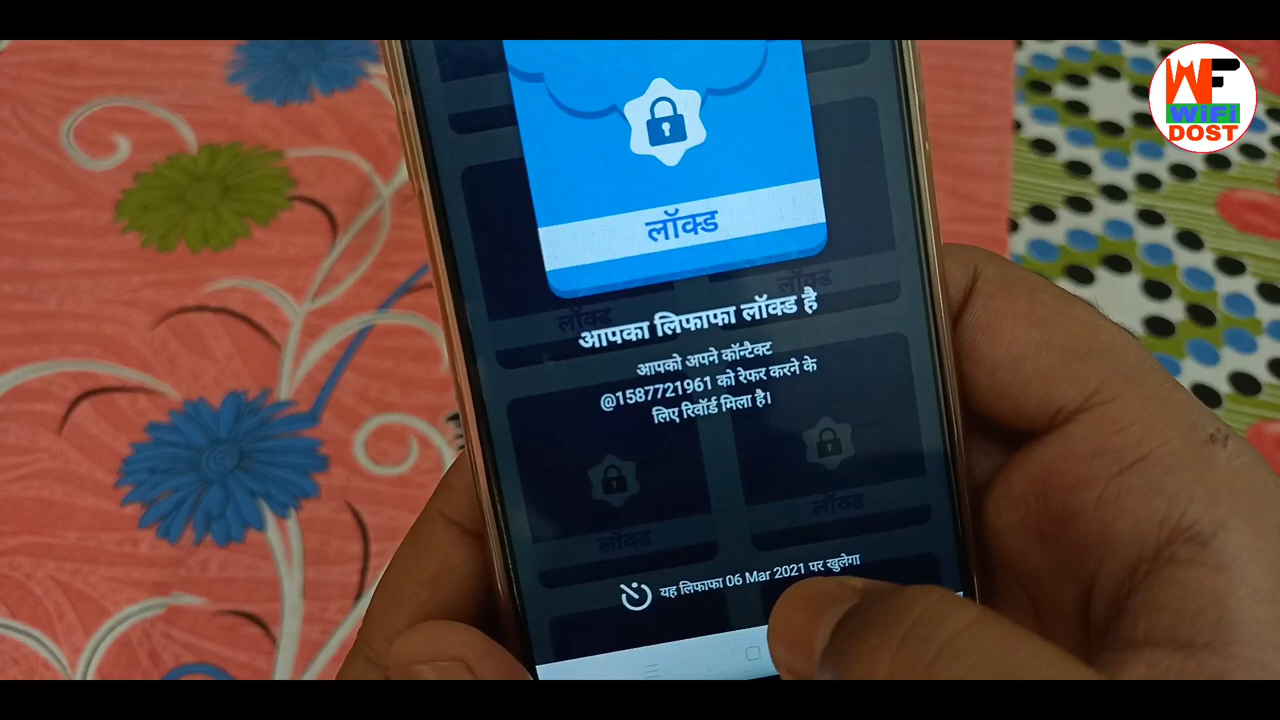 WF
WiFi
DOST
लॉक्ड
लॉक्ड
लॉक्ड
आपका लिफाफा लॉक्ड है
आपको अपने कॉन्टैक्ट
@1587721961 को रेफर करने के
लिए रिवॉर्ड मिला है।
लॉक्ड
लॉक्ड
यह लिफाफा 06 Mar 2021 पर खुलेगा